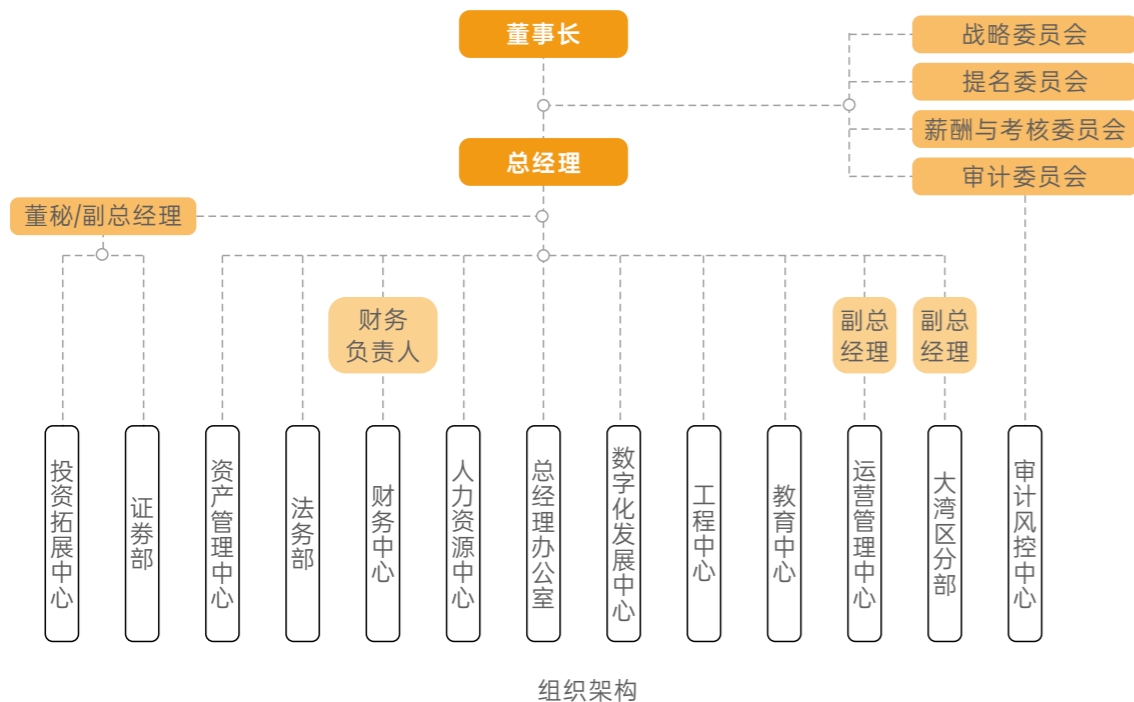 董事长
战略委员会
提名委员会
薪酬与考核委员会
总经理
审计委员会
董秘/副总经理
财务
负责人
副总
经理
副总
经理
投资拓展中心
证券部
资产管理中心
法务部
财务中心
人力资源中心
总经理办公室
数字化发展中心
工程中心
教育中心
运营管理中心
大湾区分部
审计风控中心
组织架构